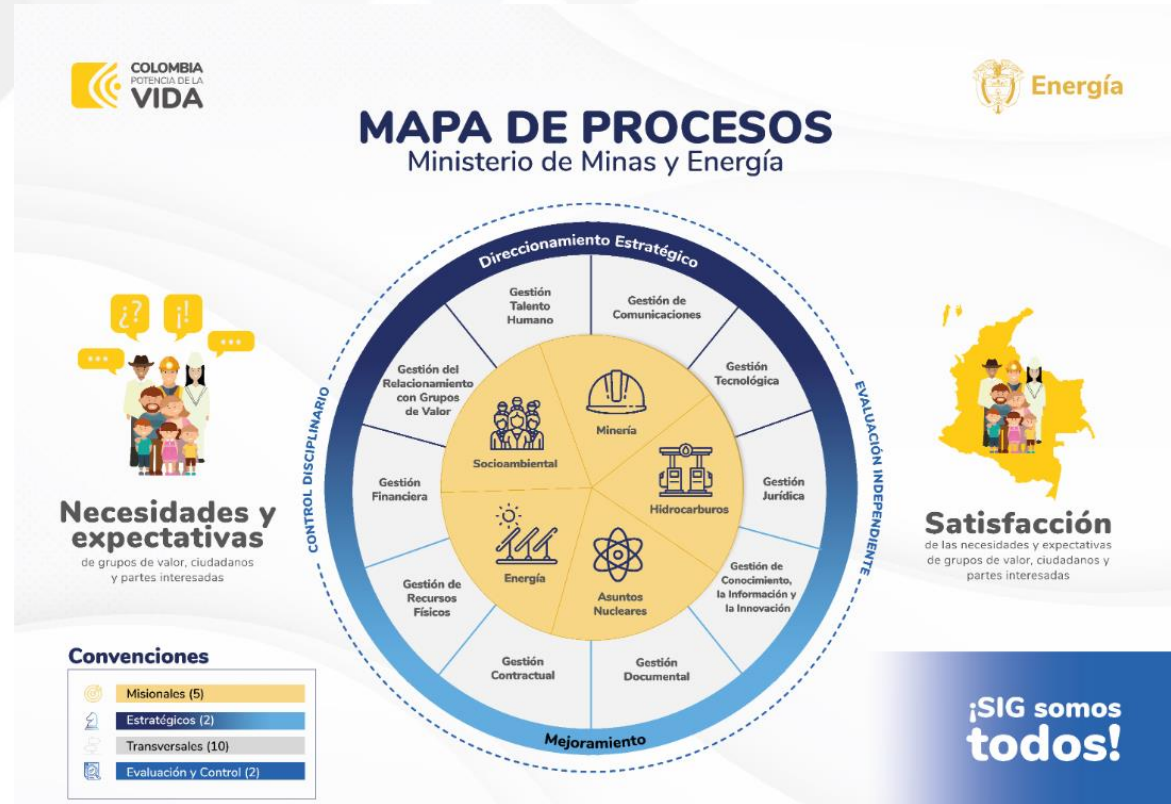 COLOMBIA
POTENCIA DE LA
VIDA
Energía
MAPA DE PROCESOS
Ministerio de Minas y Energía
Direccionamiento Estratégico
Gestión
Talento
Humano
Gestión de
Comunicaciones
Gestión del
Relacionamiento
con Grupos
de Valor
Gestión
Tecnológica
Gestión
Financiera
Gestión
Jurídica
Gestión de
Recursos
Físicos
Gestión de
Conocimiento,
la Información y
la Innovación
Gestión
Contractual
Gestión
Documental
Mejoramiento
Minería
Socioambiental
Hidrocarburos
Energía
Asuntos
Nucleares
CONTROL DISCIPLINARIO
EVALUACIÓN INDEPENDIENTE
¿?
¡!
...
...
Necesidades y
expectativas
de grupos de valor, ciudadanos
y partes interesadas
Satisfacción
de las necesidades y expectativas
de grupos de valor, ciudadanos y
partes interesadas
Convenciones
Misionales (5)
Estratégicos (2)
Transversales (10)
Evaluación y Control (2)
¡SIG somos
todos!